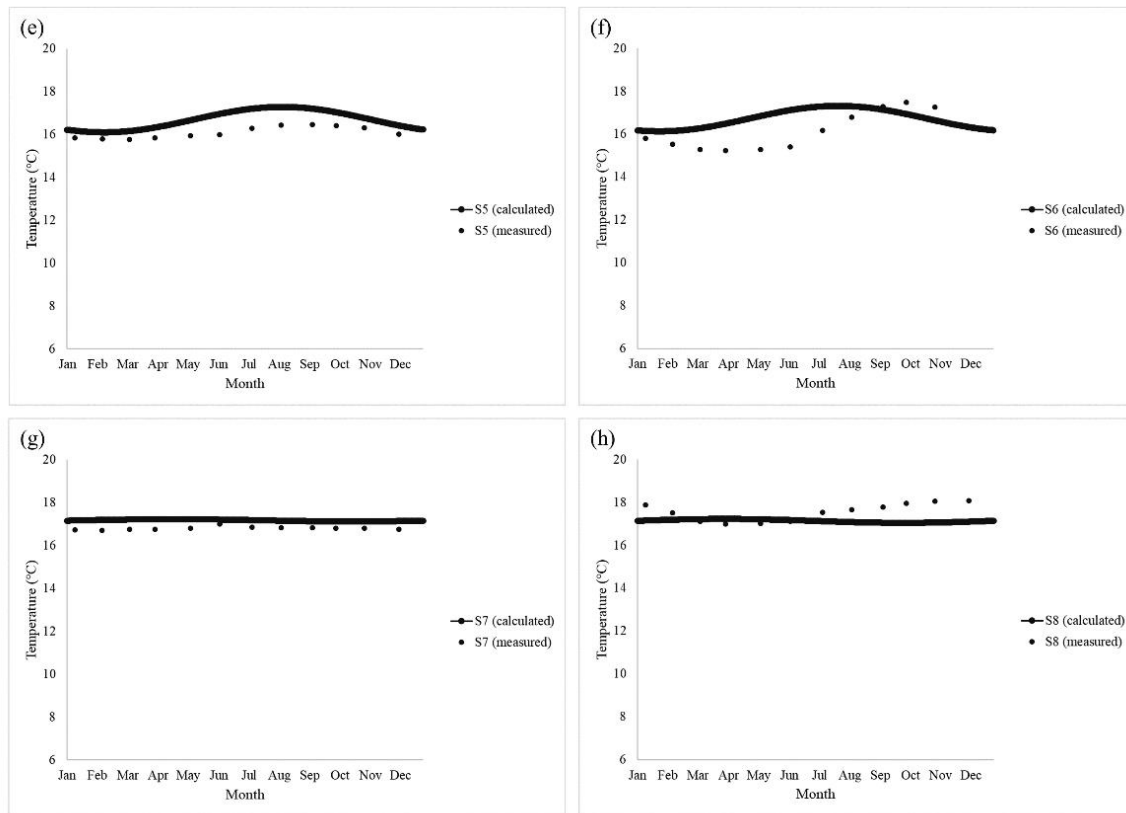 (e)
20
18
16
14
12
10
8
6
Temperature (°C)
Jan Feb Mar Apr May Jun Jul Aug Sep Oct Nov Dec
Month
S5 (calculated)
S5 (measured)
(f)
20
18
16
14
12
10
8
6
Temperature (°C)
Jan Feb Mar Apr May Jun Jul Aug Sep Oct Nov Dec
Month
S6 (calculated)
S6 (measured)
(g)
20
18
16
14
12
10
8
6
Temperature (°C)
Jan Feb Mar Apr May Jun Jul Aug Sep Oct Nov Dec
Month
S7 (calculated)
S7 (measured)
(h)
20
18
16
14
12
10
8
6
Temperature (°C)
Jan Feb Mar Apr May Jun Jul Aug Sep Oct Nov Dec
Month
S8 (calculated)
S8 (measured)